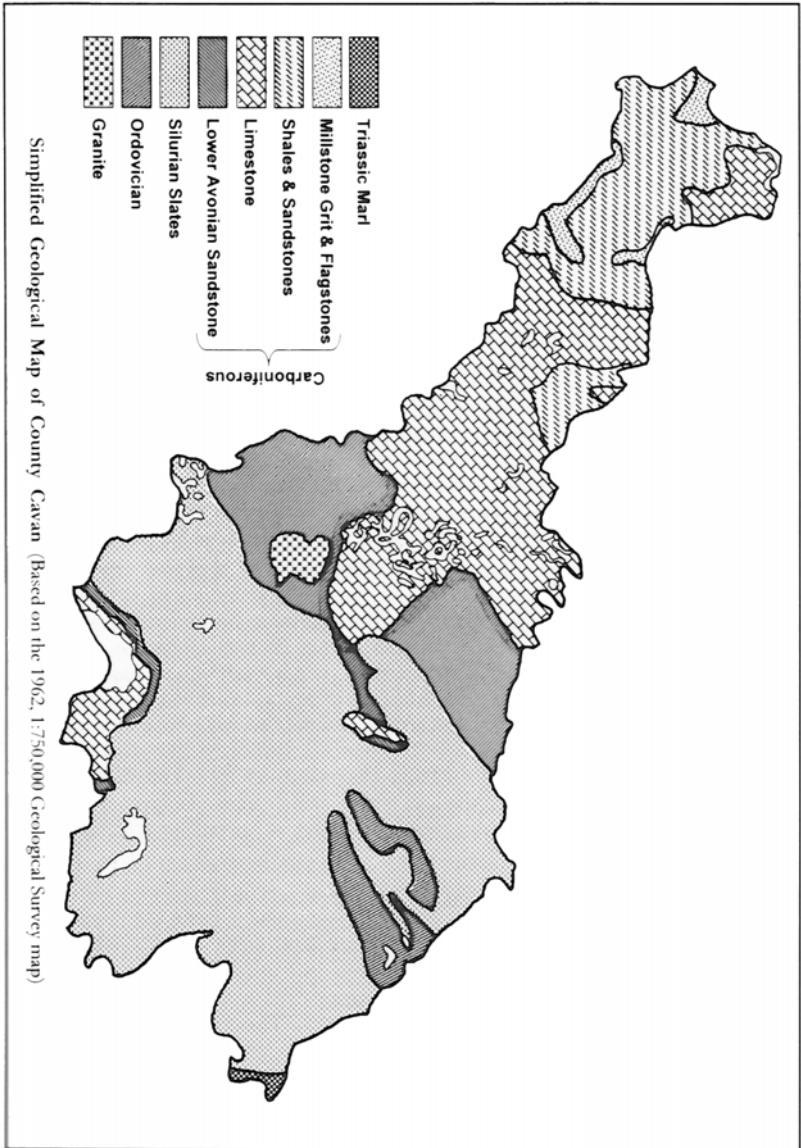 Triassic Marl
Millstone Grit & Flagstones
Shales & Sandstones
Limestone
Lower Avonian Sandstone
Silurian Slates
Ordovician
Granite
Carboniferous
Simplified Geological Map of County Cavan (Based on the 1962, 1:750,000 Geological Survey map)